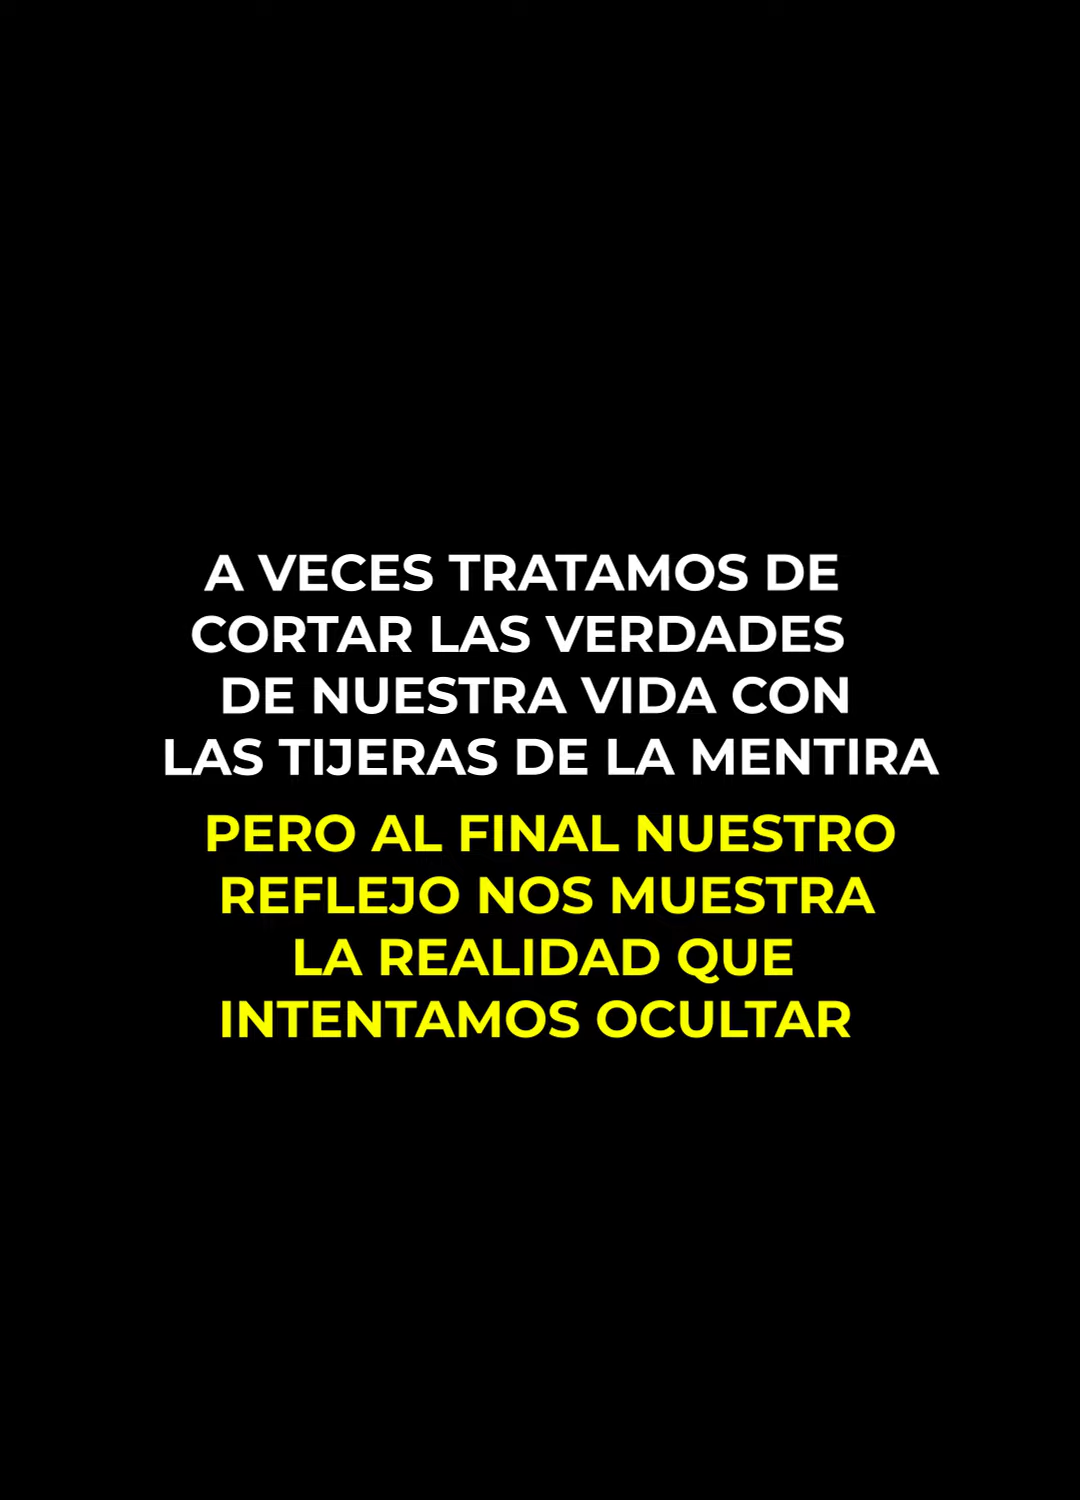 A VECES TRATAMOS DE
CORTAR LAS VERDADES
DE NUESTRA VIDA CON
LAS TIJERAS DE LA MENTIRA
PERO AL FINAL NUESTRO
REFLEJO NOS MUESTRA
LA REALIDAD QUE
INTENTAMOS OCULTAR